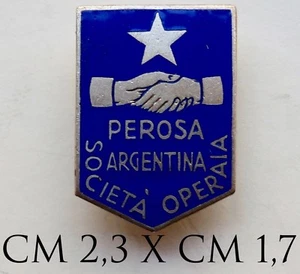 PEROSA
ARGENTINA
SOCIETÀ OPERAIA
CM 2,3 X CM 1,7